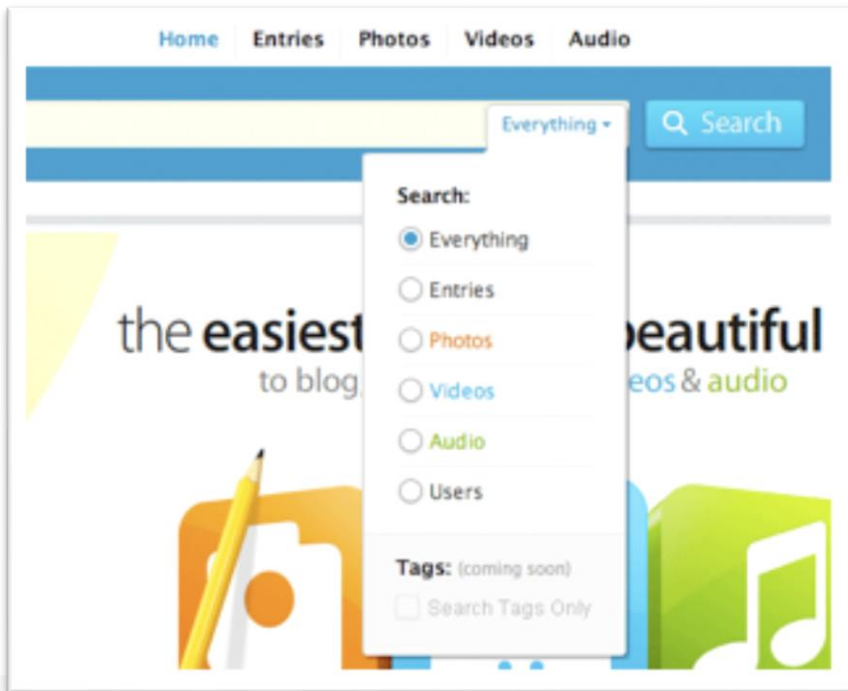 Home Entries Photos Videos Audio
Everything
Search
Search:
Everything
Entries
Photos
Videos
Audio
Users
Tags: (coming soon)
Search Tags Only
the easiest beautiful
to blog, eos & audio